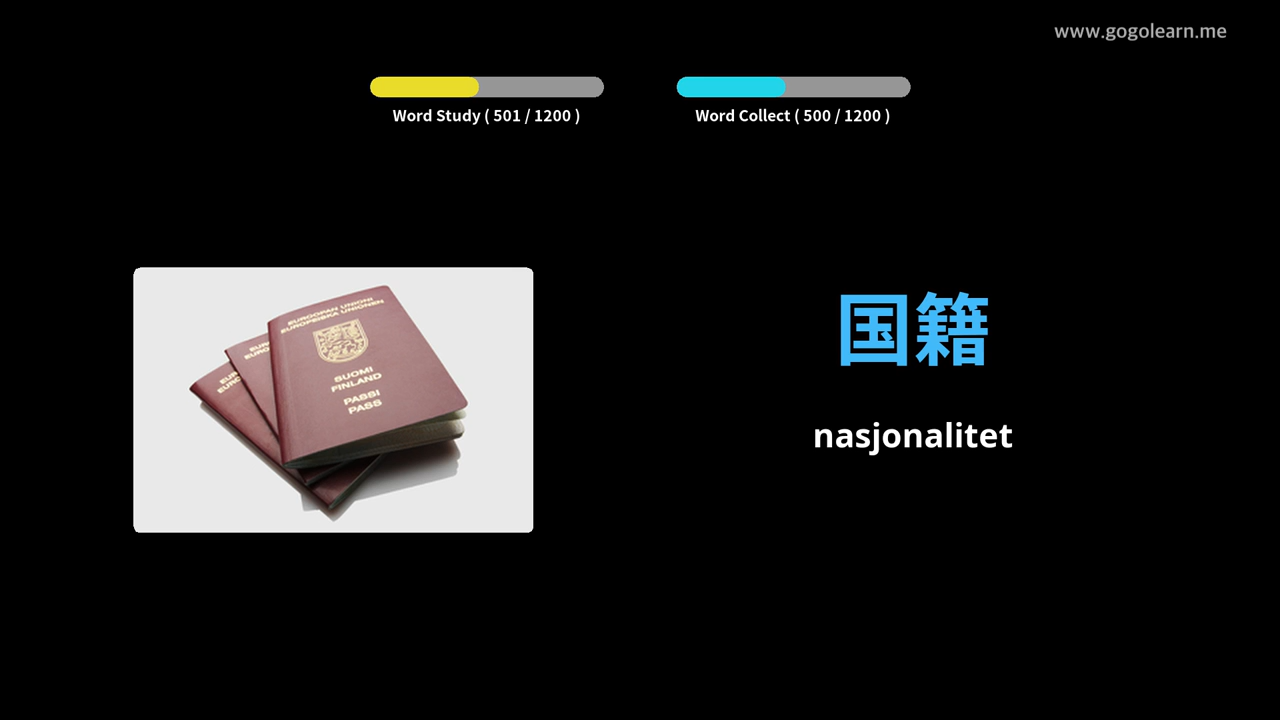 www.gogolearn.me
Word Study ( 501 / 1200 )
Word Collect ( 500 / 1200 )
EUROOPAN UNIONI
EUROPEISKA UNIONEN
SUOMI
FINLAND
PASSI
PASS
国籍
nasjonalitet